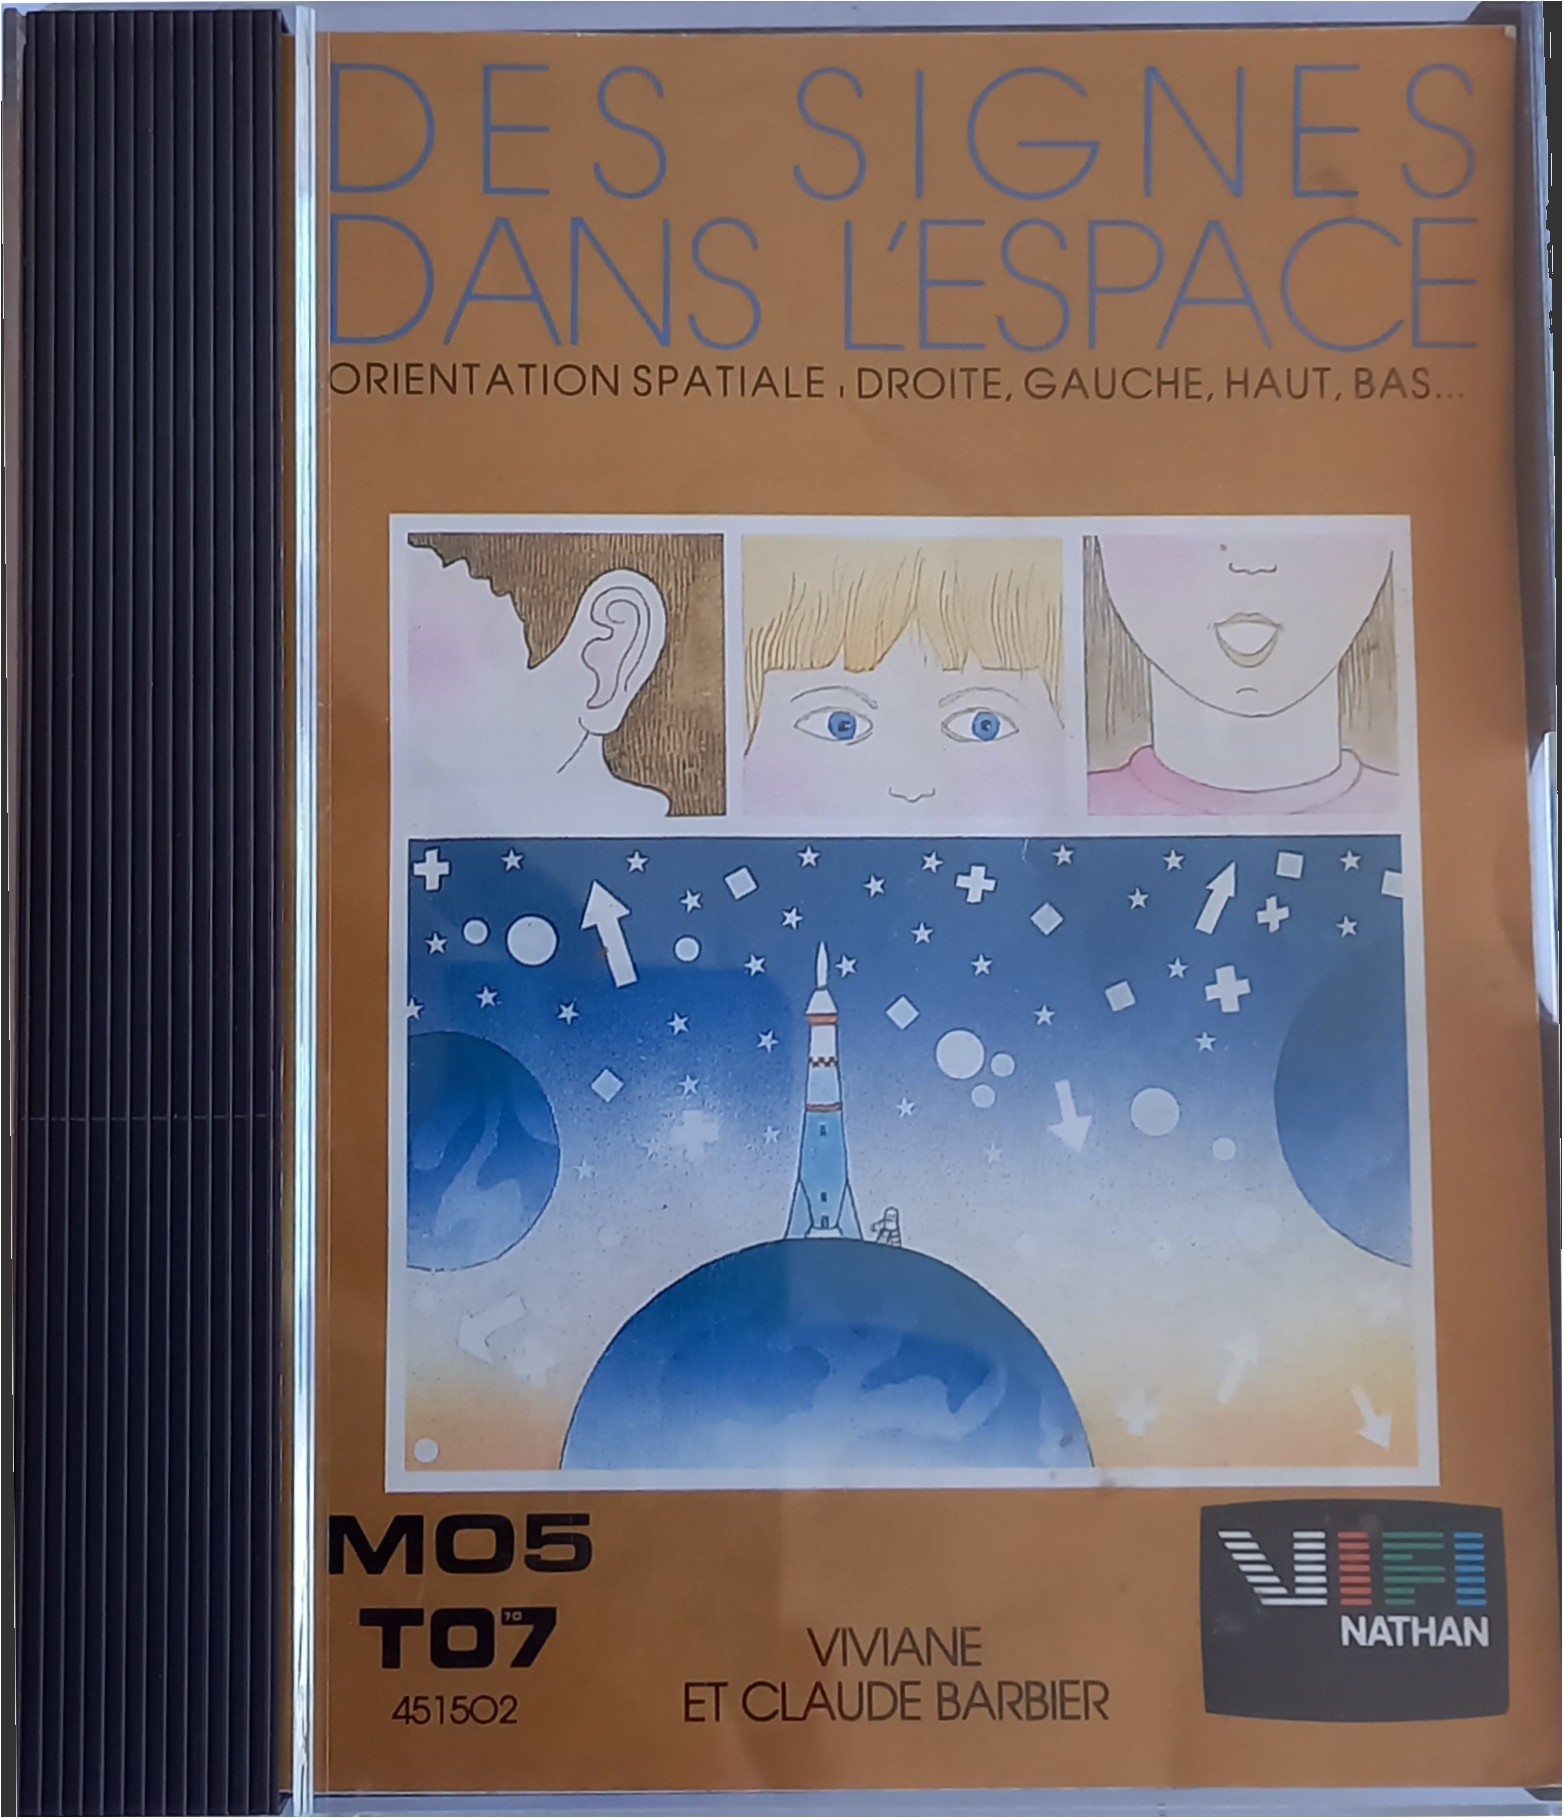 DES SIGNES
DANS L'ESPACE
ORIENTATION SPATIALE : DROITE, GAUCHE, HAUT, BAS...
MO5
TO7 70
451502
VIVIANE
ET CLAUDE BARBIER
VIFI
NATHAN